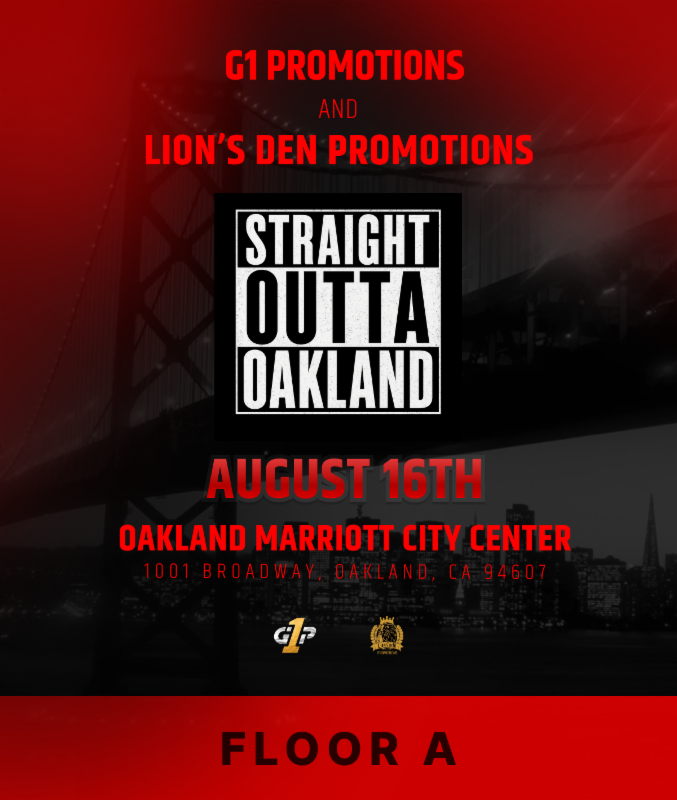 G1 PROMOTIONS
AND
LION'S DEN PROMOTIONS
STRAIGHT
OUTTA
OAKLAND
AUGUST 16TH
OAKLAND MARRIOTT CITY CENTER
1001 BROADWAY, OAKLAND, CA 94607
G1P
FLOOR A